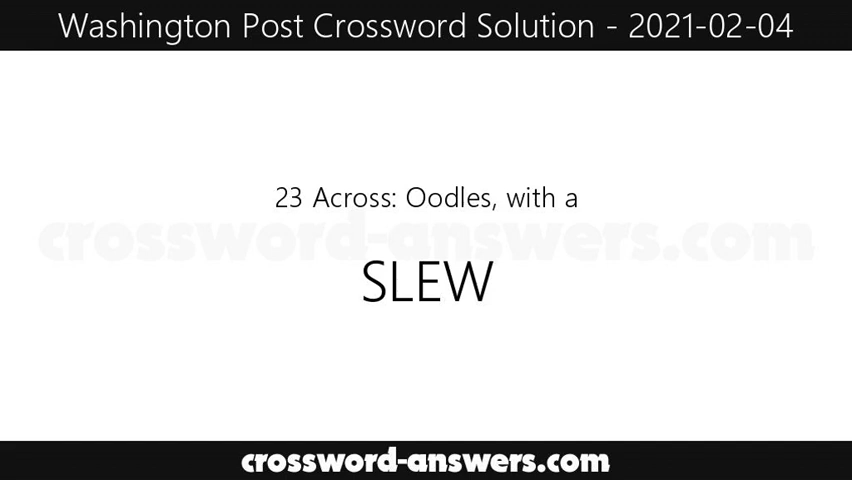 Washington Post Crossword Solution - 2021-02-04
23 Across: Oodles, with a
crossword-answers.com
SLEW
crossword-answers.com